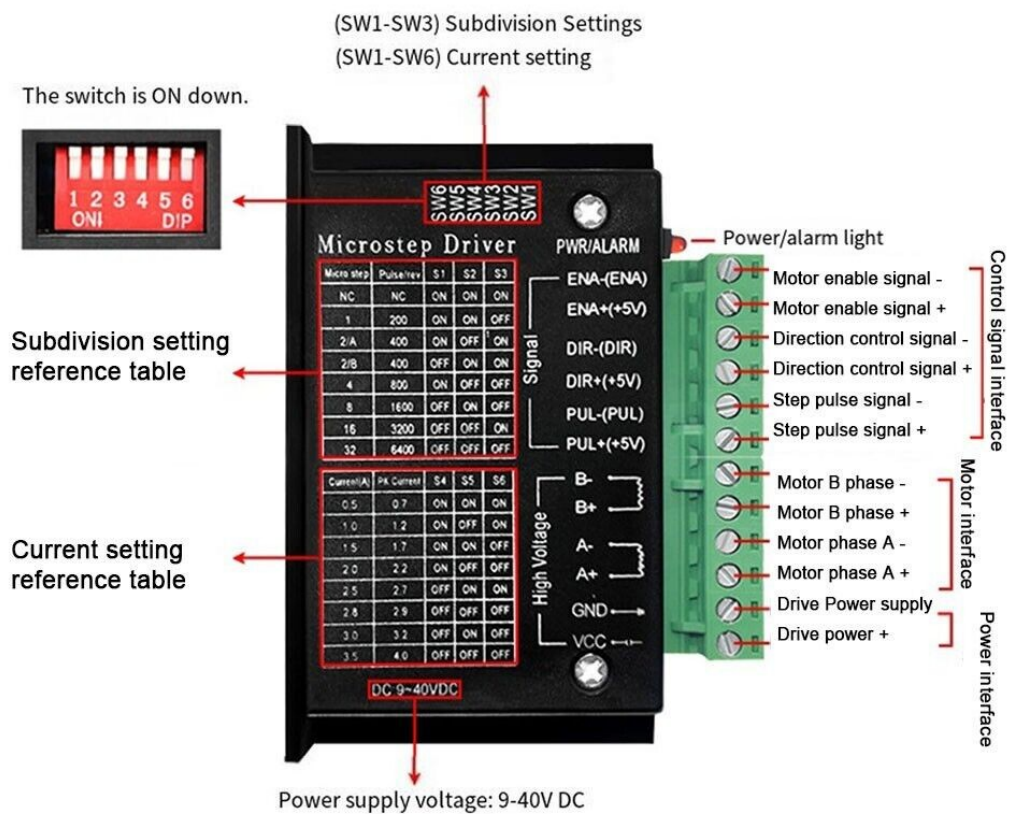 (SW1-SW3) Subdivision Settings
(SW1-SW6) Current setting
The switch is ON down.
1 2 3 4 5 6
ON↓ DIP
SW6
SW5
SW4
SW3
SW2
SW1
Microstep Driver
PWR/ALARM
Power/alarm light
Subdivision setting
reference table
Micro step Pulse/rev S1 S2 S3
NC NC ON ON ON
1 200 ON ON OFF
2/A 400 ON OFF ON
2/B 400 OFF ON ON
4 800 ON OFF OFF
8 1600 OFF ON OFF
16 3200 OFF OFF ON
32 6400 OFF OFF OFF
Current setting
reference table
Current(A) PK Current S4 S5 S6
0.5 0.7 ON ON ON
1.0 1.2 ON OFF ON
1.5 1.7 ON ON OFF
2.0 2.2 ON OFF OFF
2.5 2.7 OFF ON ON
2.8 2.9 OFF OFF ON
3.0 3.2 OFF ON OFF
3.5 4.0 OFF OFF OFF
DC 9~40VDC
Power supply voltage: 9-40V DC
Signal
ENA-(ENA)
ENA+(+5V)
DIR-(DIR)
DIR+(+5V)
PUL-(PUL)
PUL+(+5V)
High Voltage
B-
B+
A-
A+
GND
VCC
Motor enable signal -
Motor enable signal +
Direction control signal -
Direction control signal +
Step pulse signal -
Step pulse signal +
Motor B phase -
Motor B phase +
Motor phase A -
Motor phase A +
Drive Power supply
Drive power +
Control signal interface
Motor interface
Power interface